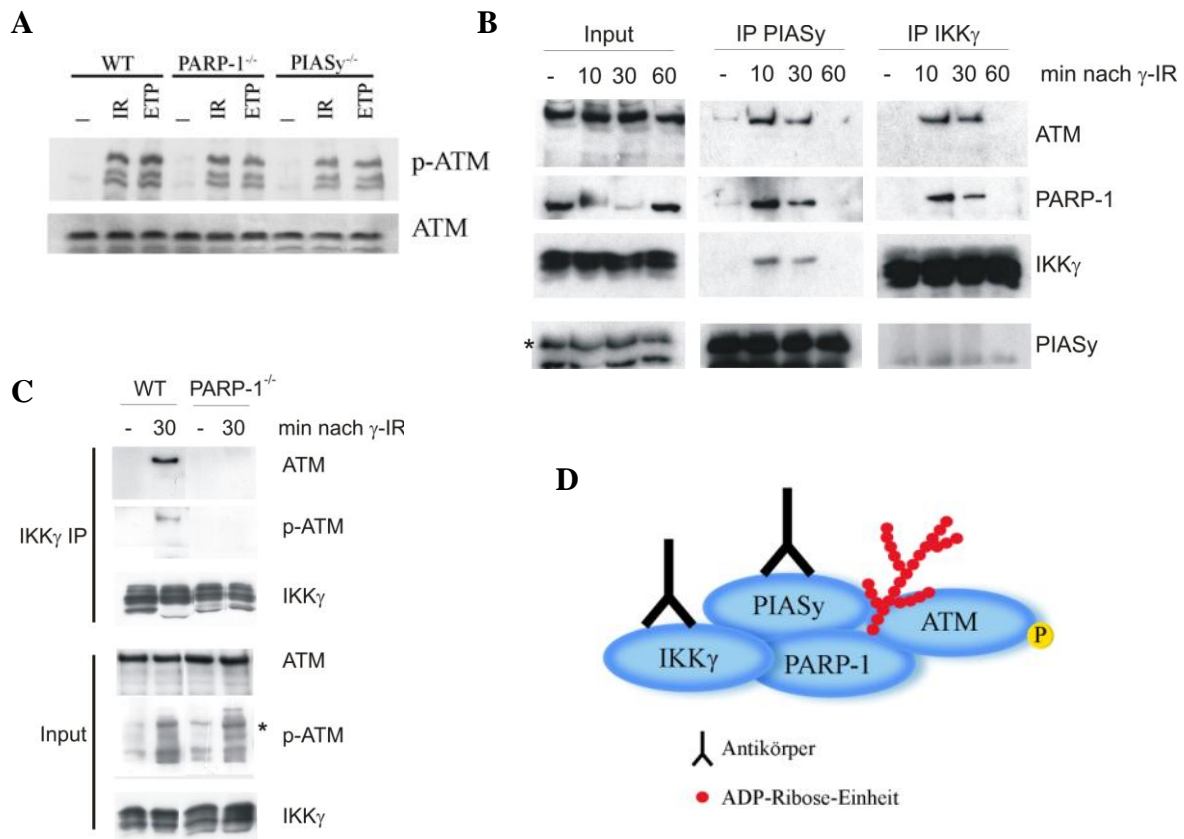 A
WT PARP-1-/- PIASy-/-
- IR ETP - IR ETP - IR ETP
p-ATM
ATM
B
Input IP PIASy IP IKKγ
- 10 30 60 - 10 30 60 - 10 30 60 min nach γ-IR
ATM
PARP-1
IKKγ
* PIASy
C
WT PARP-1-/-
- 30 - 30 min nach γ-IR
IKKγ IP
ATM
p-ATM
IKKγ
Input
ATM
* p-ATM
IKKγ
D
PIASy
ATM
P
IKKγ
PARP-1
Antikörper
ADP-Ribose-Einheit